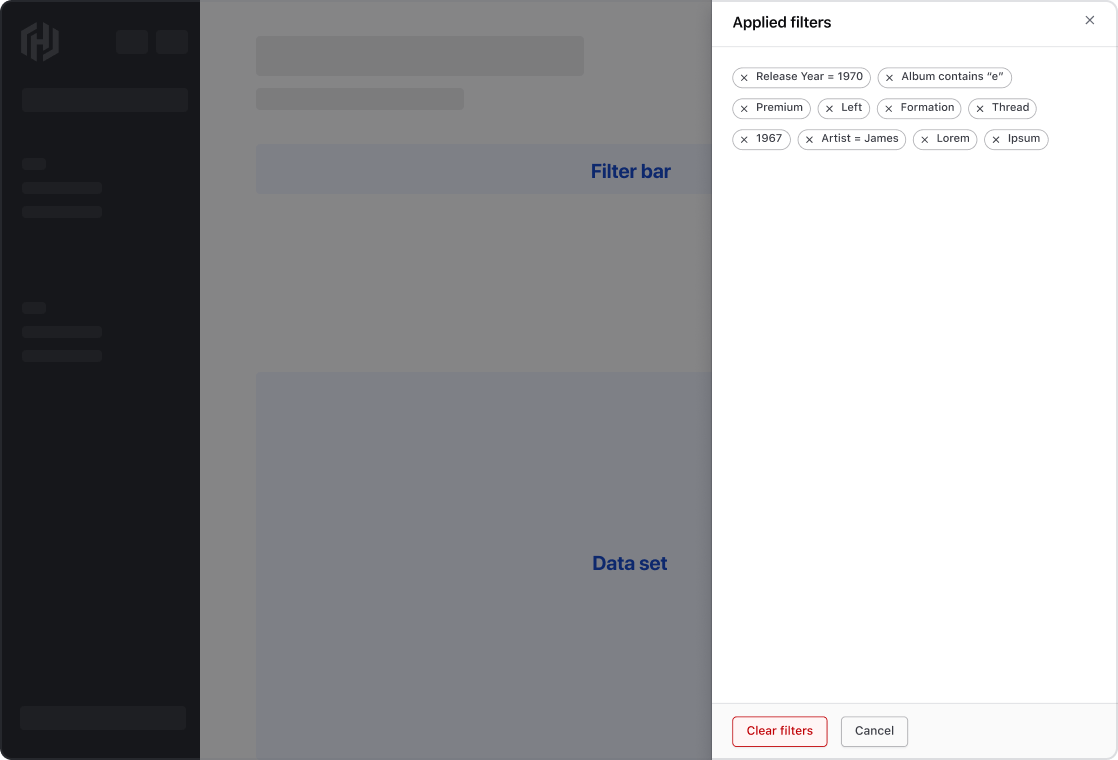 Applied filters
Release Year = 1970 Album contains “e”
Premium Left Formation Thread
1967 Artist = James Lorem Ipsum
Filter bar
Data set
Clear filters Cancel